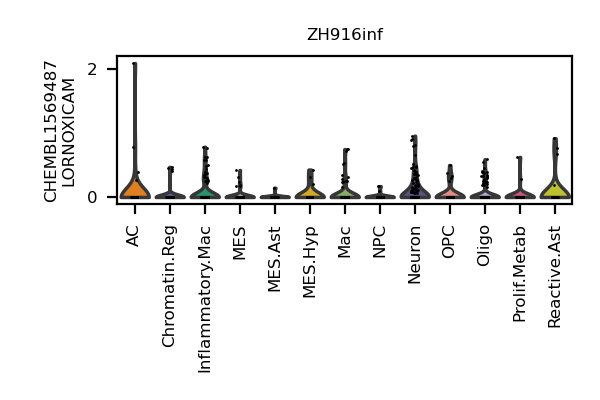 ZH916inf
CHEMBL1569487
LORNOXICAM
2
0
AC
Chromatin.Reg
Inflammatory.Mac
MES
MES.Ast
MES.Hyp
Mac
NPC
Neuron
OPC
Oligo
Prolif.Metab
Reactive.Ast